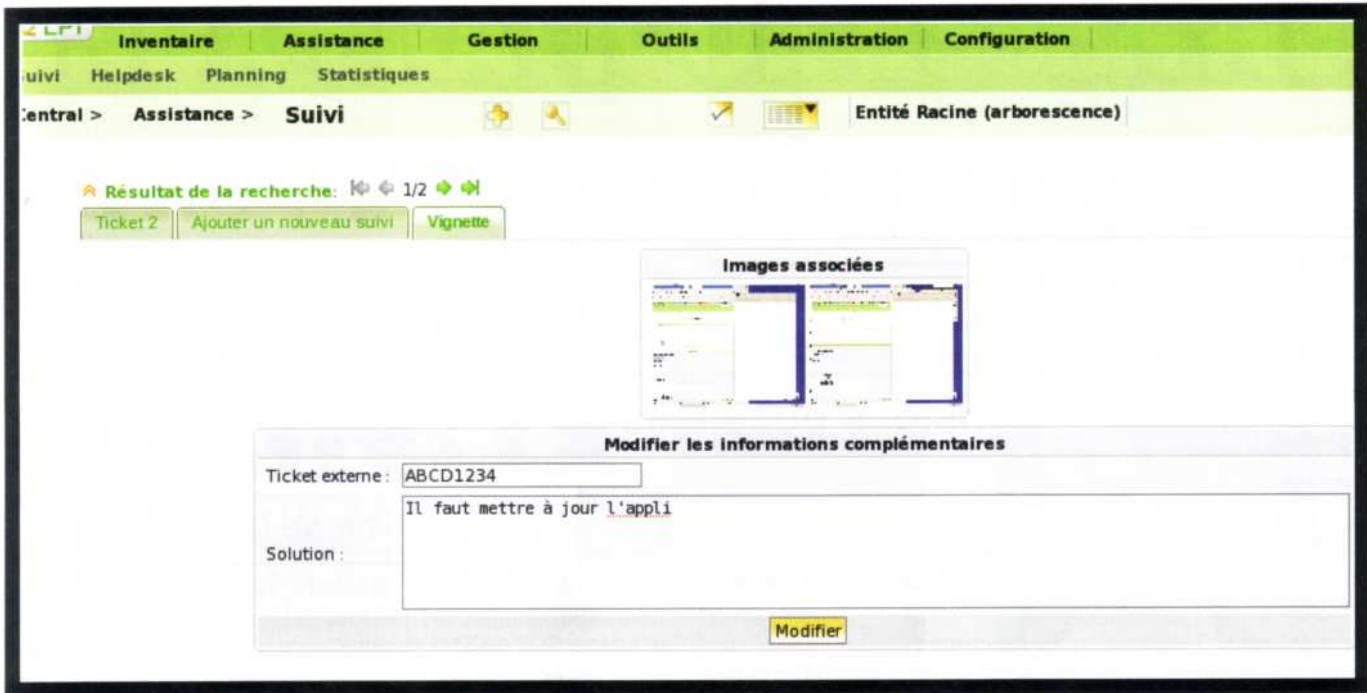 Inventaire Assistance Gestion Outils Administration Configuration
uivi Helpdesk Planning Statistiques
entral > Assistance > Suivi Entité Racine (arborescence)
Résultat de la recherche: 1/2
Ticket 2 Ajouter un nouveau suivi Vignette
Images associées
Modifier les informations complémentaires
Ticket externe : ABCD1234
Il faut mettre à jour l'appli
Solution :
Modifier